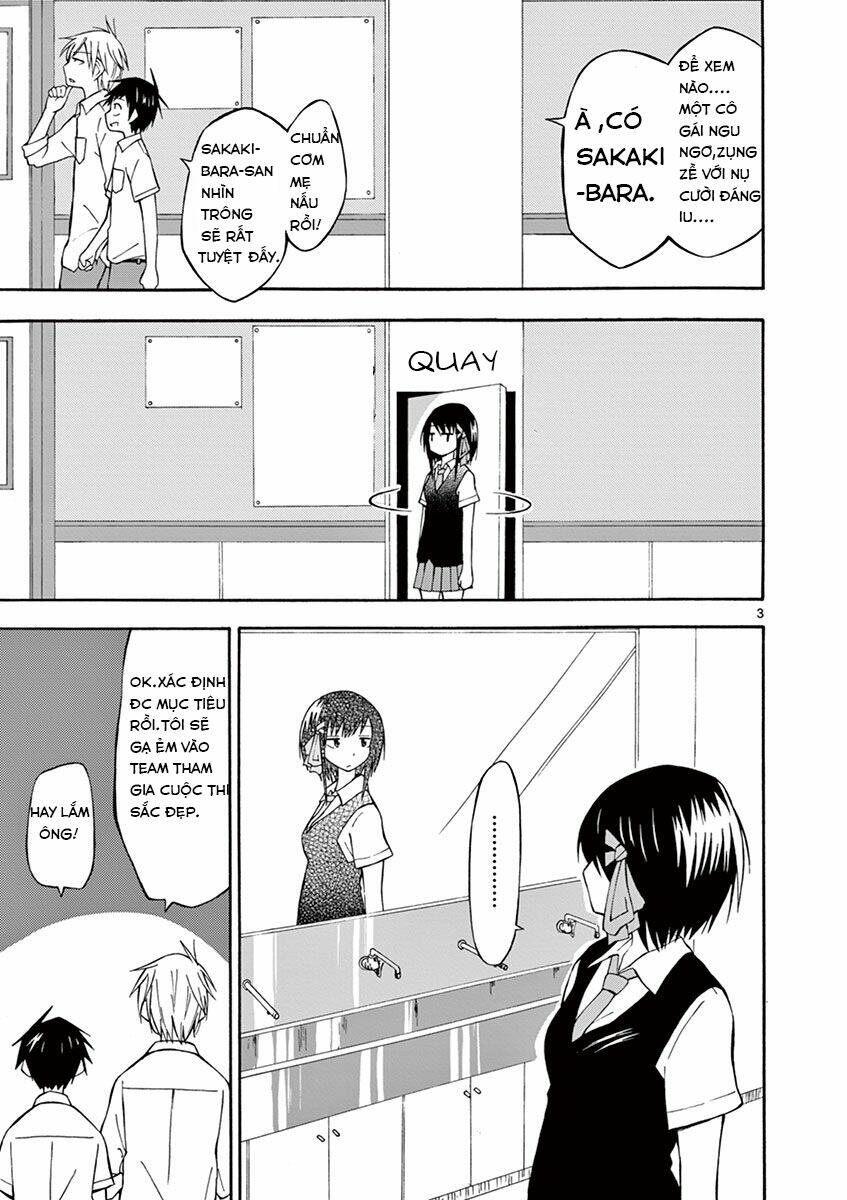 ĐỂ XEM
NÀO....
MỘT CÔ
GÁI NGU
NGƠ,ZỤNG
ZỀ VỚI NỤ
CƯỜI ĐÁNG
IU....
À ,CÓ
SAKAKI
-BARA.
CHUẨN
CƠM
MẸ
NẤU
RỒI!
SAKAKI-
BARA-SAN
NHÌN
TRÔNG
SẼ RẤT
TUYỆT ĐẤY.
QUAY
3
.........
OK.XÁC ĐỊNH
ĐC MỤC TIÊU
RỒI.TÔI SẼ
GẠ ẺM VÀO
TEAM THAM
GIA CUỘC THI
SẮC ĐẸP.
HAY LẮM
ÔNG!